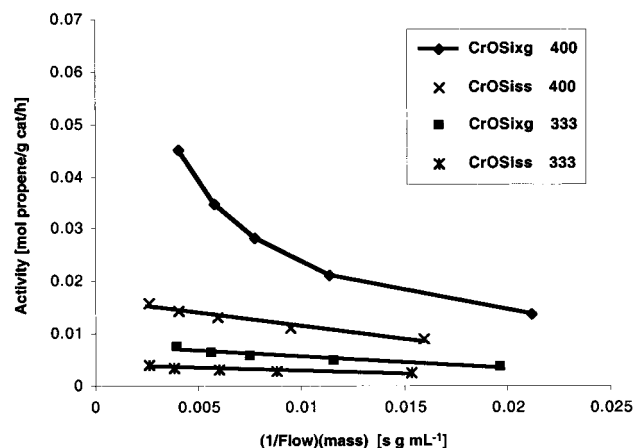 0.07
0.06
0.05
0.04
0.03
0.02
0.01
0
Activity [mol propene/g cat/h]
CrOSixg 400
CrOSiss 400
CrOSixg 333
CrOSiss 333
0 0.005 0.01 0.015 0.02 0.025
(1/Flow)(mass) [s g mL⁻¹]